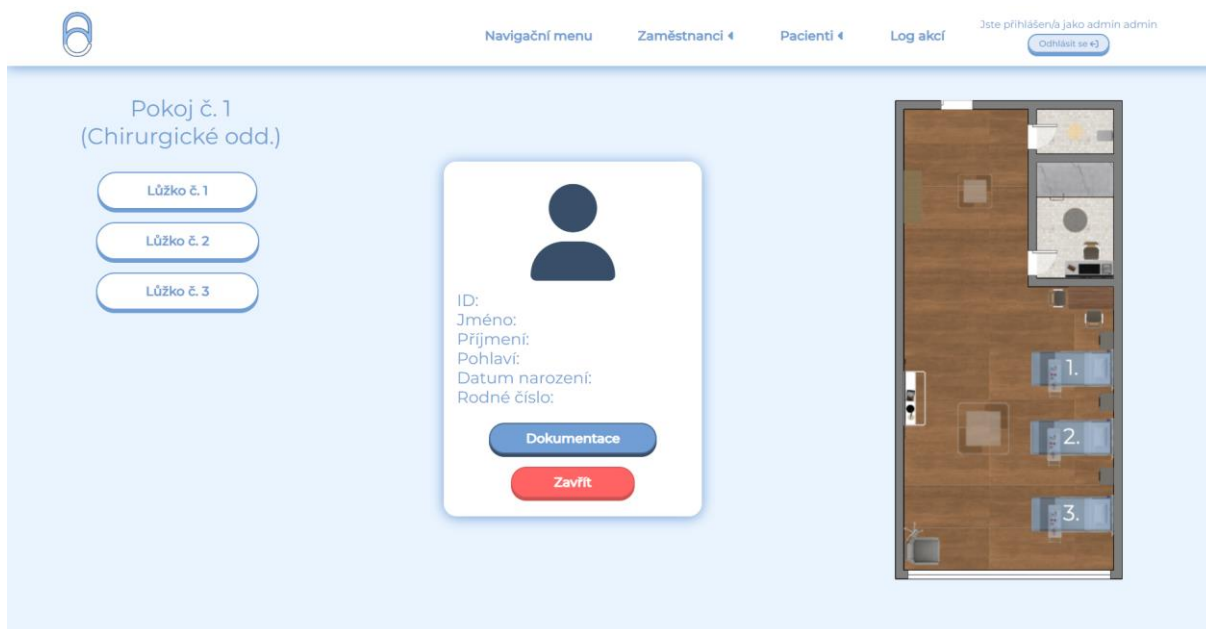 Navigační menu
Zaměstnanci
Pacienti
Log akcí
Jste přihlášen/a jako admin admin
Odhlásit se
Pokoj č. 1
(Chirurgické odd.)
Lůžko č. 1
Lůžko č. 2
Lůžko č. 3
ID:
Jméno:
Příjmení:
Pohlaví:
Datum narození:
Rodné číslo:
Dokumentace
Zavřít
1.
2.
3.